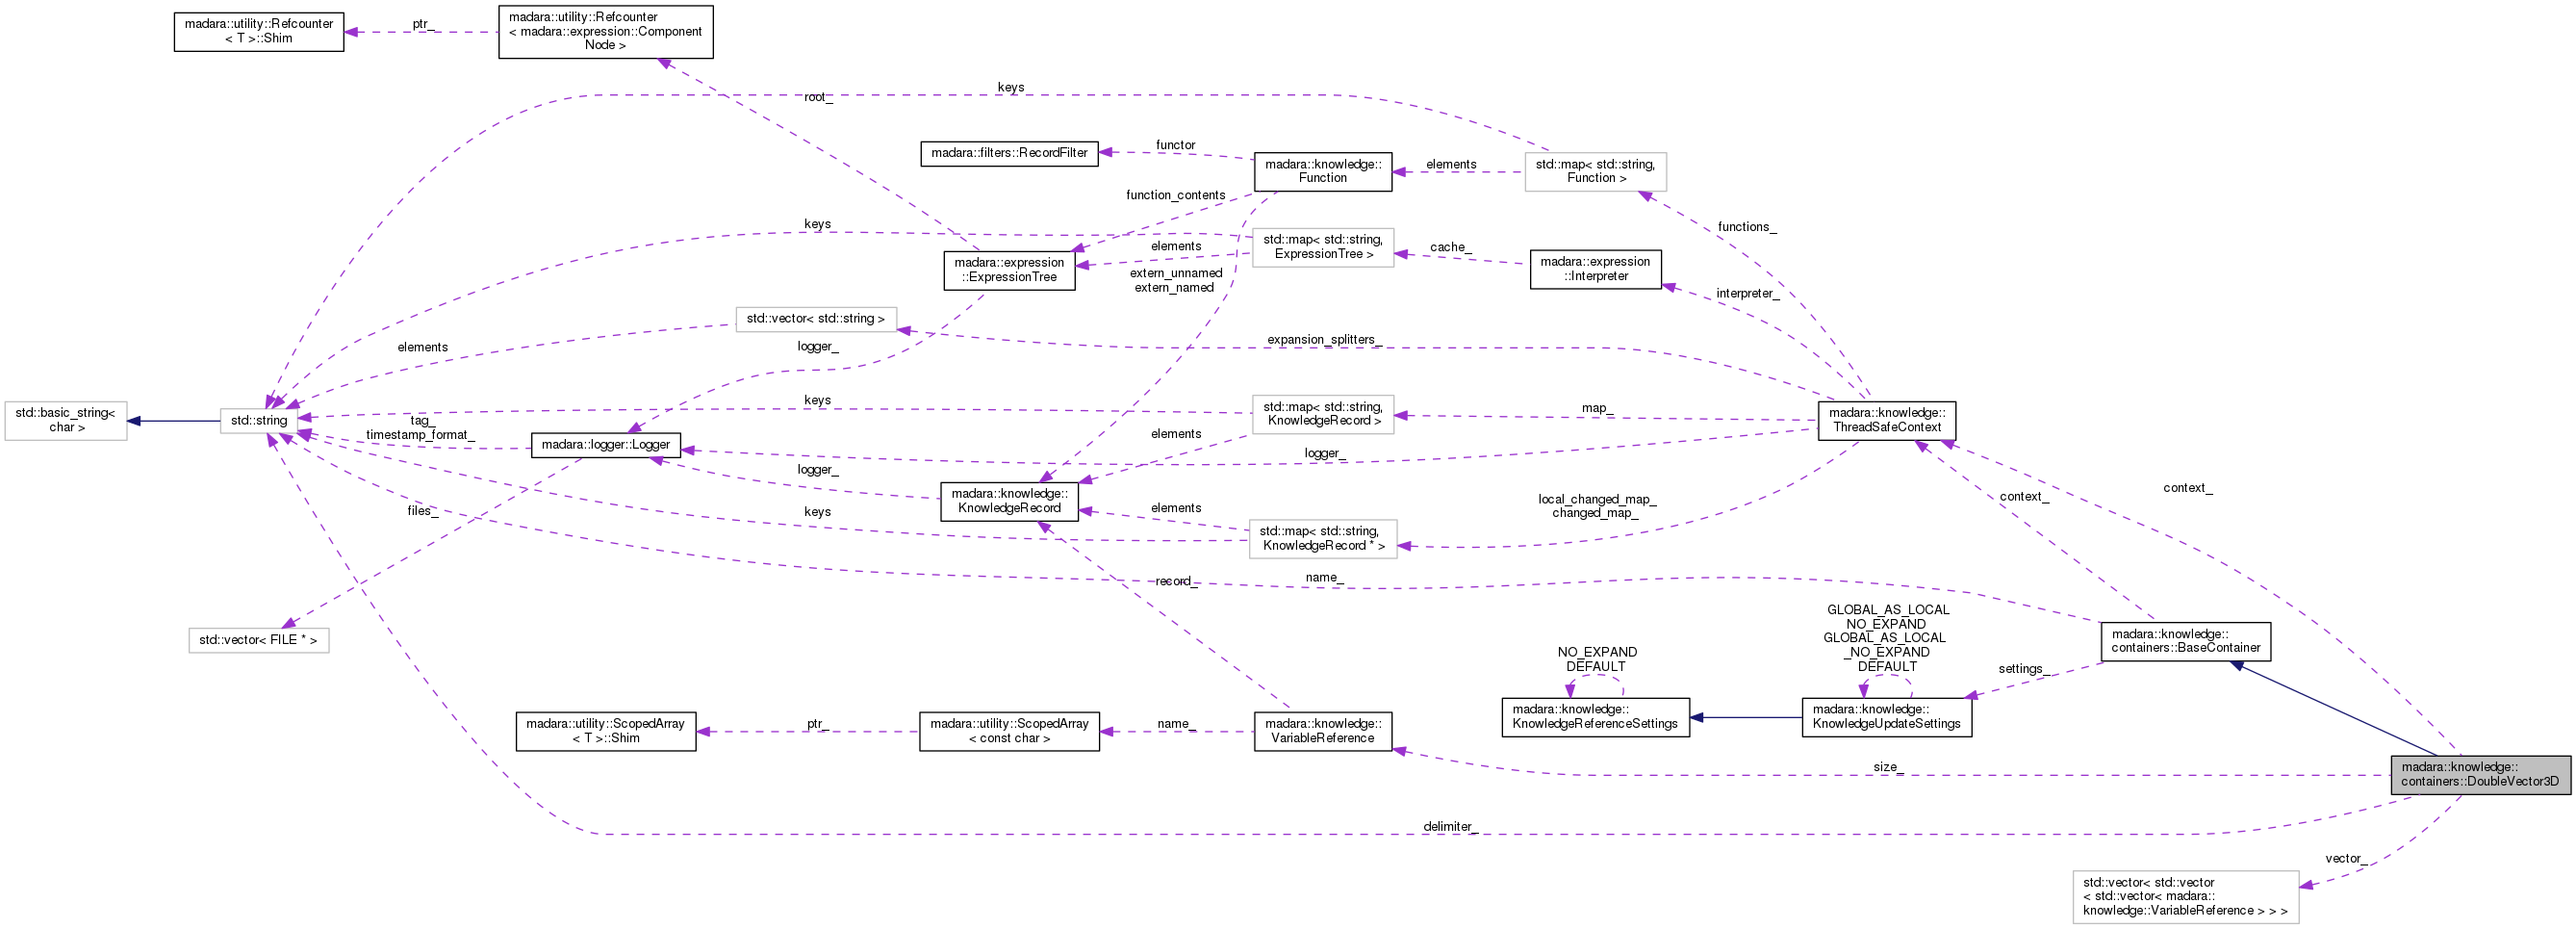 madara::utility::Refcounter
< T >::Shim
ptr_
madara::utility::Refcounter
< madara::expression::Component
Node >
keys
root_
madara::filters::RecordFilter
functor
madara::knowledge::
Function
elements
std::map< std::string,
Function >
function_contents
functions_
keys
std::map< std::string,
ExpressionTree >
elements
cache_
madara::expression
::Interpreter
madara::expression
::ExpressionTree
extern_unnamed
extern_named
interpreter_
std::vector< std::string >
expansion_splitters_
elements
logger_
std::basic_string<
char >
std::string
keys
std::map< std::string,
KnowledgeRecord >
map_
madara::knowledge::
ThreadSafeContext
tag_
timestamp_format_
madara::logger::Logger
elements
logger_
logger_
madara::knowledge::
KnowledgeRecord
context_
context_
local_changed_map_
changed_map_
files_
keys
elements
std::map< std::string,
KnowledgeRecord * >
record_
name_
std::vector< FILE * >
GLOBAL_AS_LOCAL
NO_EXPAND
GLOBAL_AS_LOCAL
_NO_EXPAND
DEFAULT
madara::knowledge::
containers::BaseContainer
NO_EXPAND
DEFAULT
settings_
madara::utility::ScopedArray
< T >::Shim
ptr_
madara::utility::ScopedArray
< const char >
name_
madara::knowledge::
VariableReference
madara::knowledge::
KnowledgeReferenceSettings
madara::knowledge::
KnowledgeUpdateSettings
size_
madara::knowledge::
containers::DoubleVector3D
delimiter_
vector_
std::vector< std::vector
< std::vector< madara::
knowledge::VariableReference > > >